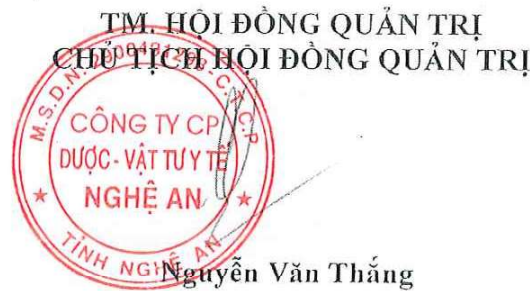 TM. HỘI ĐỒNG QUẢN TRỊ
CHỦ TỊCH HỘI ĐỒNG QUẢN TRỊ
CÔNG TY CP
DƯỢC - VẬT TƯ Y TẾ
NGHỆ AN
M.S.D.N: C.T.C.P
TỈNH NGHỆ AN
Nguyễn Văn Thắng